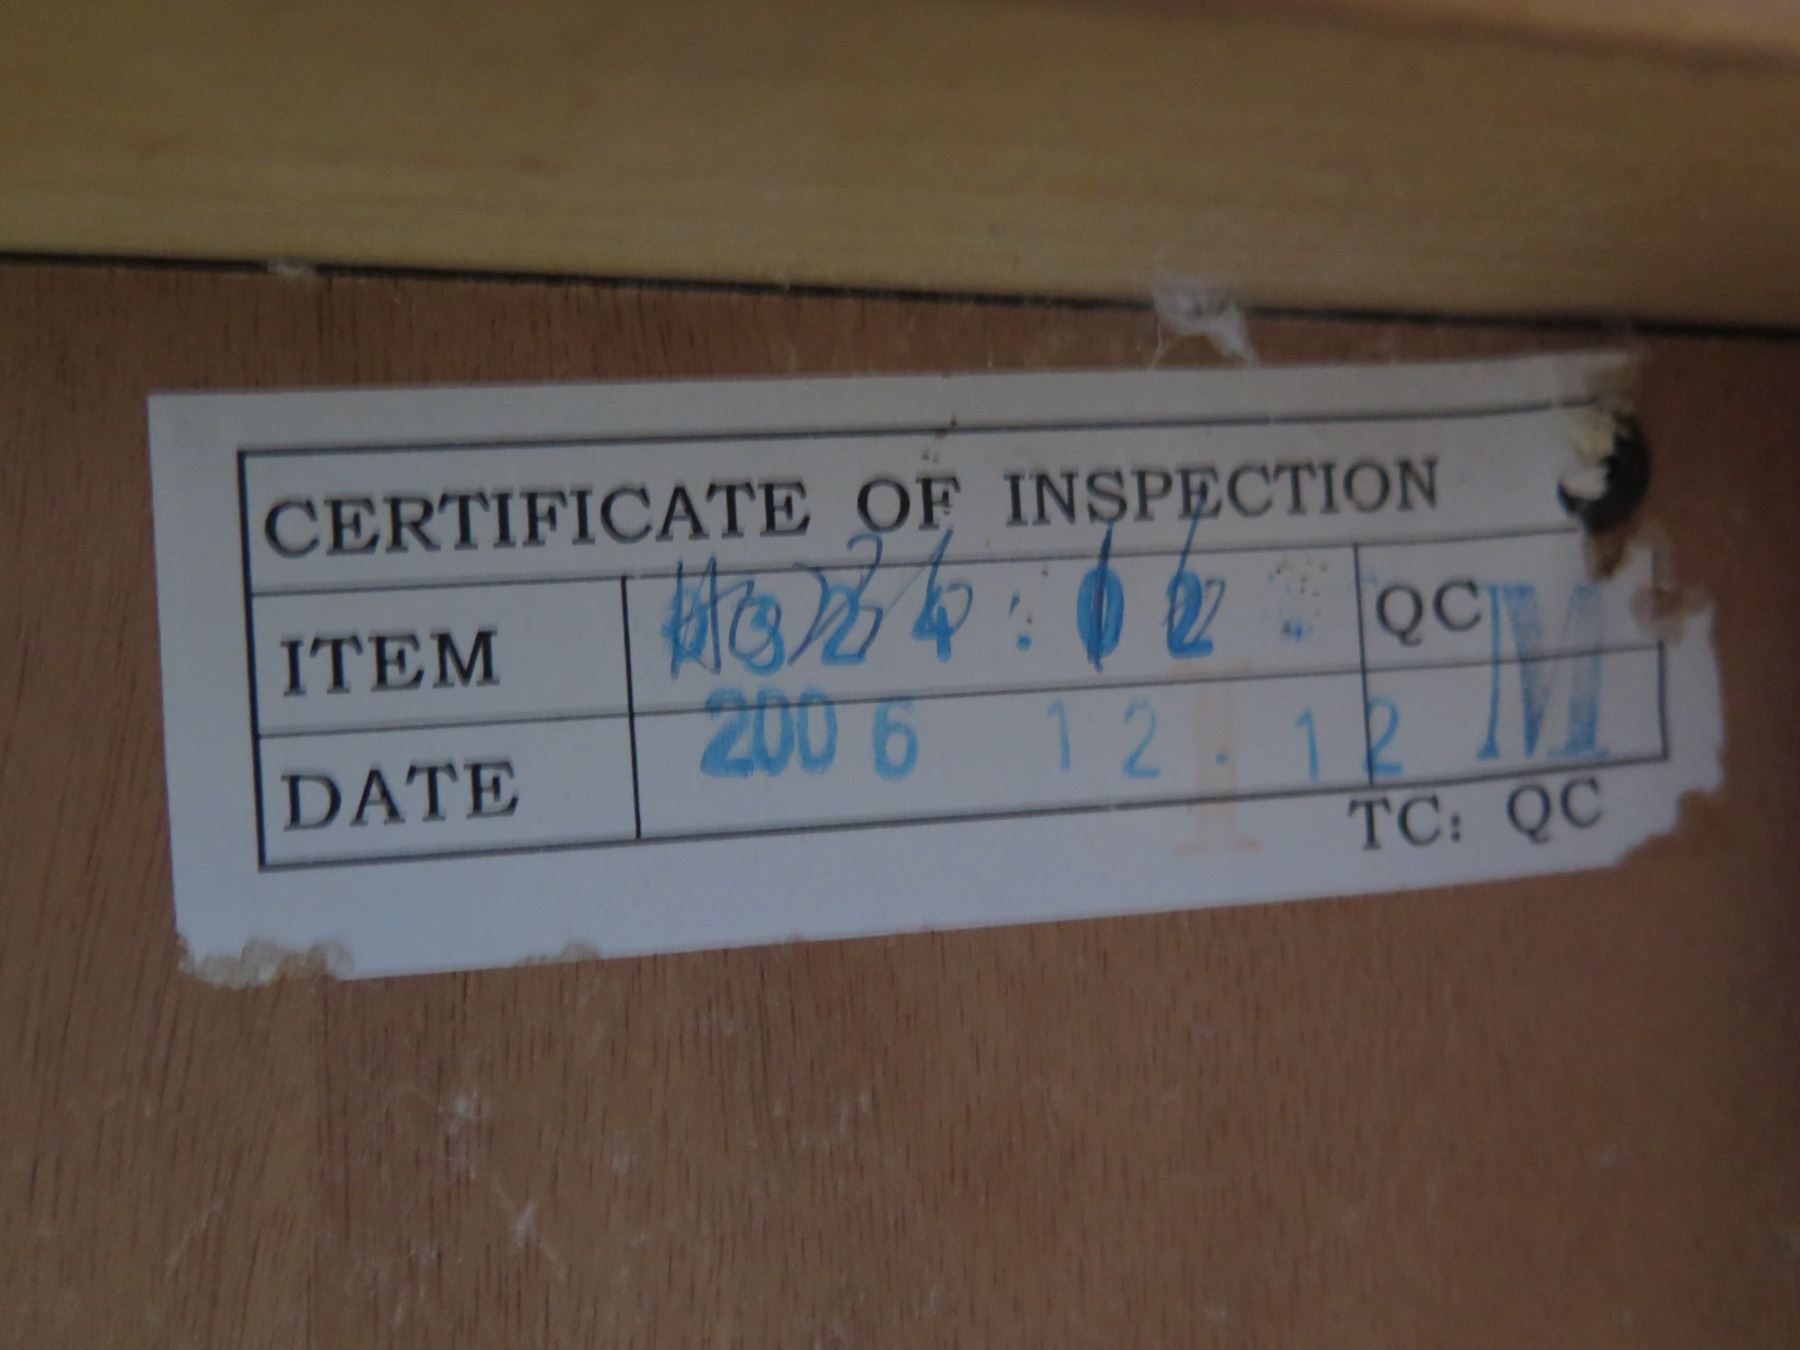 CERTIFICATE OF INSPECTION
ITEM QC M
DATE 2006 12 . 12
TC: QC